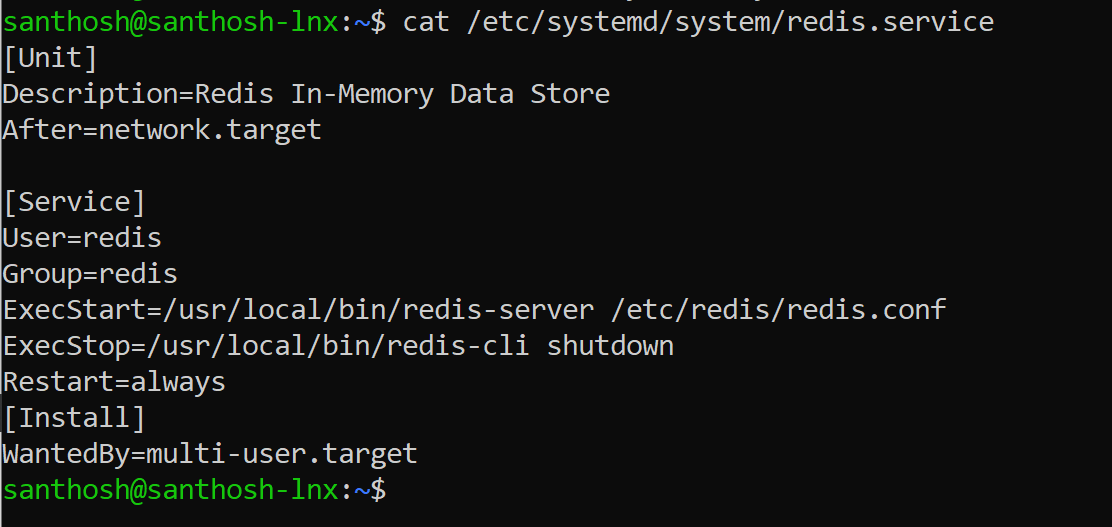 santhosh@santhosh-lnx:~$ cat /etc/systemd/system/redis.service
[Unit]
Description=Redis In-Memory Data Store
After=network.target

[Service]
User=redis
Group=redis
ExecStart=/usr/local/bin/redis-server /etc/redis/redis.conf
ExecStop=/usr/local/bin/redis-cli shutdown
Restart=always
[Install]
WantedBy=multi-user.target
santhosh@santhosh-lnx:~$